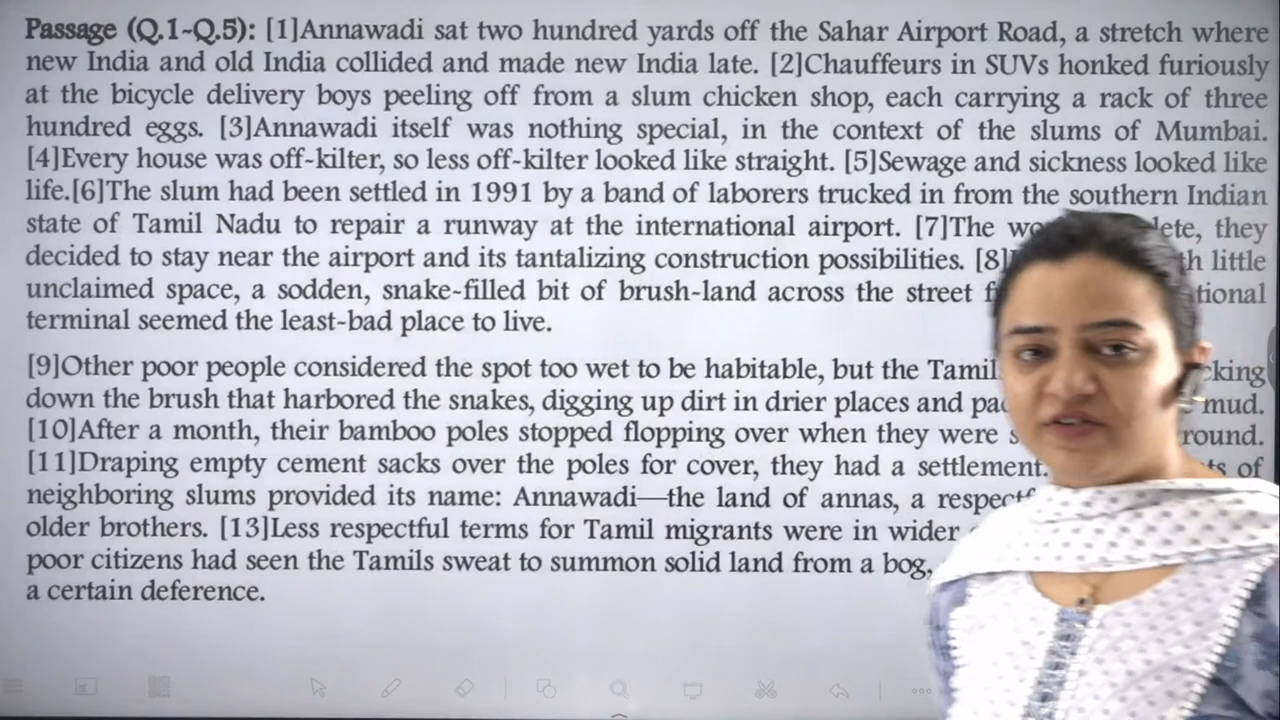 Passage (Q.1-Q.5): [1]Annawadi sat two hundred yards off the Sahar Airport Road, a stretch where
new India and old India collided and made new India late. [2]Chauffeurs in SUVs honked furiously
at the bicycle delivery boys peeling off from a slum chicken shop, each carrying a rack of three
hundred eggs. [3]Annawadi itself was nothing special, in the context of the slums of Mumbai.
[4]Every house was off-kilter, so less off-kilter looked like straight. [5]Sewage and sickness looked like
life.[6]The slum had been settled in 1991 by a band of laborers trucked in from the southern Indian
state of Tamil Nadu to repair a runway at the international airport. [7]The they
decided to stay near the airport and its tantalizing construction possibilities. [8] little
unclaimed space, a sodden, snake-filled bit of brush-land across the street
terminal seemed the least-bad place to live.
[9]Other poor people considered the spot too wet to be habitable, but the
down the brush that harbored the snakes, digging up dirt in drier places and mud.
[10]After a month, their bamboo poles stopped flopping over when they were
[11]Draping empty cement sacks over the poles for cover, they had a settlement. of
neighboring slums provided its name: Annawadi—the land of annas, a
older brothers. [13]Less respectful terms for Tamil migrants were in wider
poor citizens had seen the Tamils sweat to summon solid land from a bog,
a certain deference.